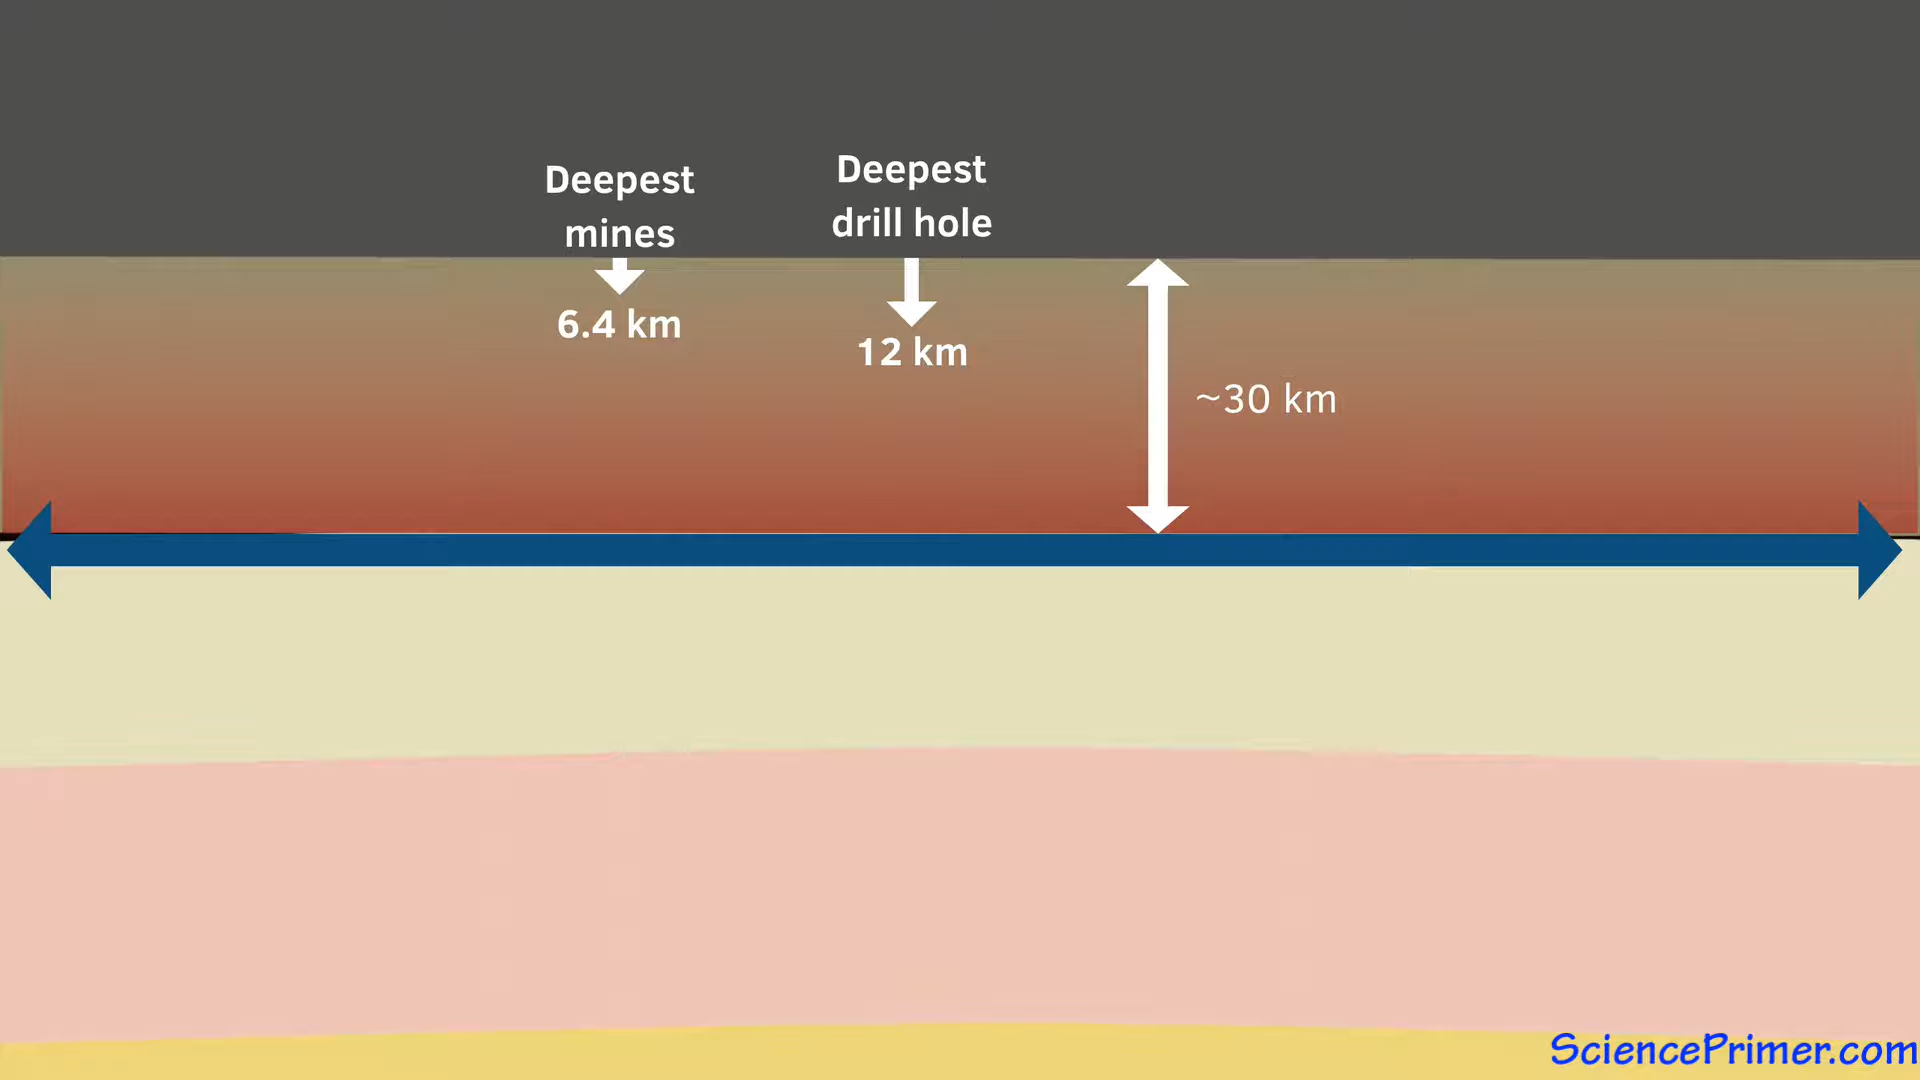 Deepest
mines
6.4 km
Deepest
drill hole
12 km
~30 km
SciencePrimer.com